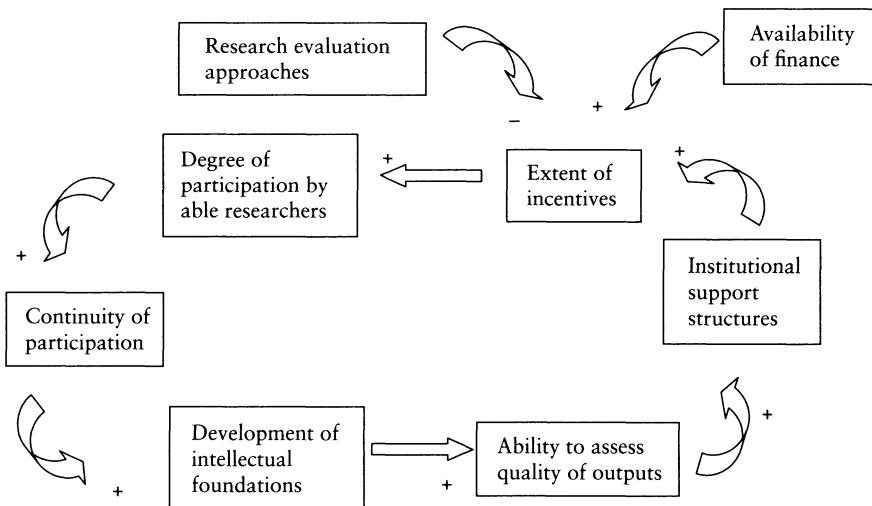 Research evaluation
approaches
Availability
of finance
−
+
Degree of
participation by
able researchers
+
Extent of
incentives
+
+
Institutional
support
structures
Continuity of
participation
+
Development of
intellectual
foundations
+
+
Ability to assess
quality of outputs
+